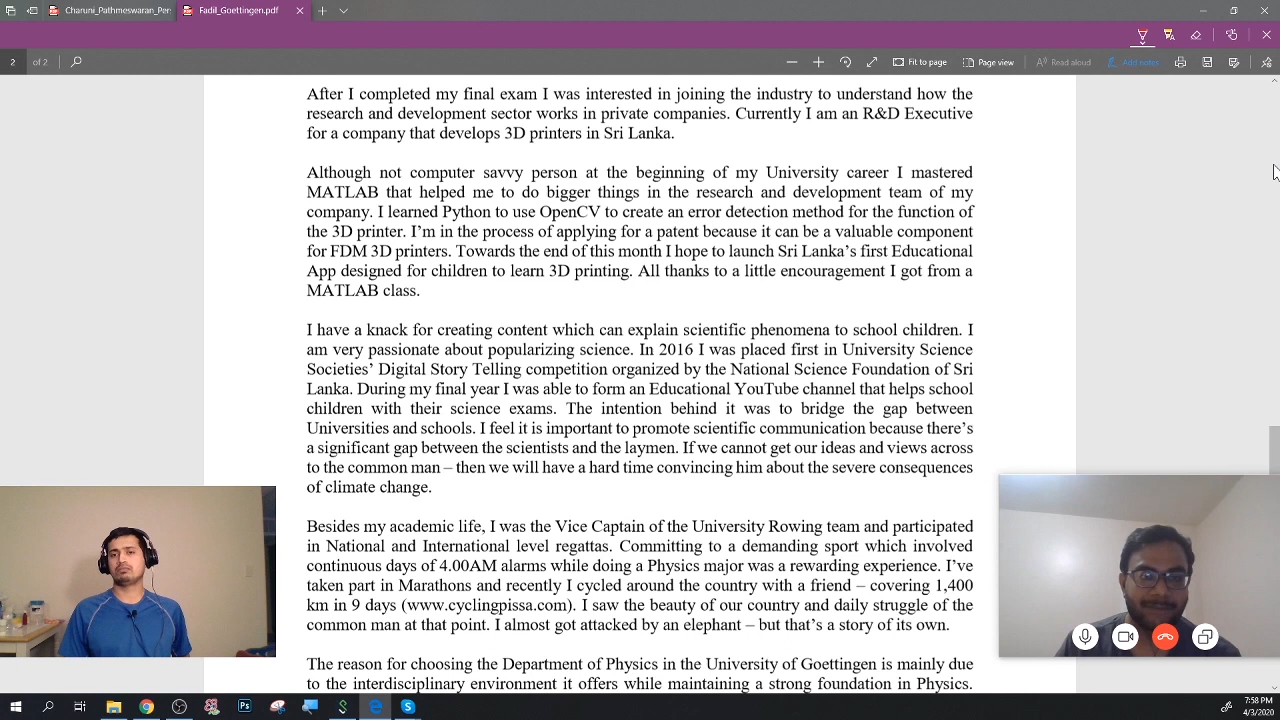 Charuni_Pathmeswaran_Per
Fadil_Goettingen.pdf
2 of 2
Fit to page
Page view
Read aloud
Add notes
After I completed my final exam I was interested in joining the industry to understand how the
research and development sector works in private companies. Currently I am an R&D Executive
for a company that develops 3D printers in Sri Lanka.
Although not computer savvy person at the beginning of my University career I mastered
MATLAB that helped me to do bigger things in the research and development team of my
company. I learned Python to use OpenCV to create an error detection method for the function of
the 3D printer. I’m in the process of applying for a patent because it can be a valuable component
for FDM 3D printers. Towards the end of this month I hope to launch Sri Lanka’s first Educational
App designed for children to learn 3D printing. All thanks to a little encouragement I got from a
MATLAB class.
I have a knack for creating content which can explain scientific phenomena to school children. I
am very passionate about popularizing science. In 2016 I was placed first in University Science
Societies’ Digital Story Telling competition organized by the National Science Foundation of Sri
Lanka. During my final year I was able to form an Educational YouTube channel that helps school
children with their science exams. The intention behind it was to bridge the gap between
Universities and schools. I feel it is important to promote scientific communication because there’s
a significant gap between the scientists and the laymen. If we cannot get our ideas and views across
to the common man – then we will have a hard time convincing him about the severe consequences
of climate change.
Besides my academic life, I was the Vice Captain of the University Rowing team and participated
in National and International level regattas. Committing to a demanding sport which involved
continuous days of 4.00AM alarms while doing a Physics major was a rewarding experience. I’ve
taken part in Marathons and recently I cycled around the country with a friend – covering 1,400
km in 9 days (www.cyclingpissa.com). I saw the beauty of our country and daily struggle of the
common man at that point. I almost got attacked by an elephant – but that’s a story of its own.
The reason for choosing the Department of Physics in the University of Goettingen is mainly due
to the interdisciplinary environment it offers while maintaining a strong foundation in Physics.
7:58 PM
4/3/2020